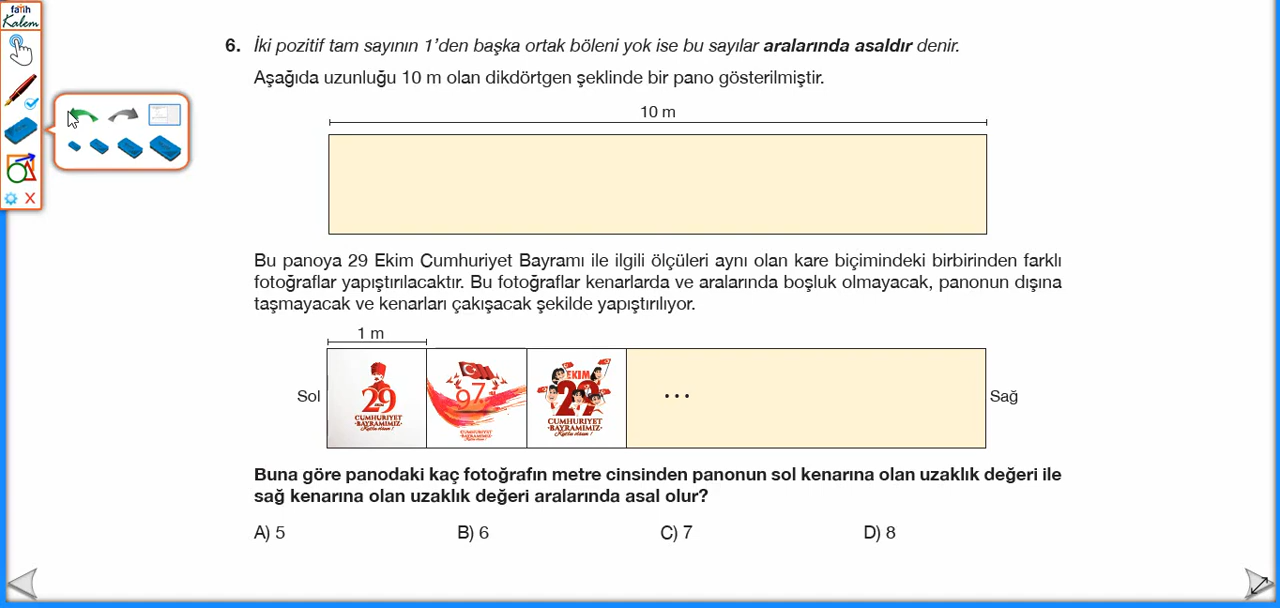 fatih
Kalem
6. İki pozitif tam sayının 1’den başka ortak böleni yok ise bu sayılar aralarında asaldır denir.
Aşağıda uzunluğu 10 m olan dikdörtgen şeklinde bir pano gösterilmiştir.
10 m
Bu panoya 29 Ekim Cumhuriyet Bayramı ile ilgili ölçüleri aynı olan kare biçimindeki birbirinden farklı
fotoğraflar yapıştırılacaktır. Bu fotoğraflar kenarlarda ve aralarında boşluk olmayacak, panonun dışına
taşmayacak ve kenarları çakışacak şekilde yapıştırılıyor.
1 m
Sol
29
CUMHURIYET
BAYRAMIMIZ
97.
CUMHURIYET
BAYRAMIMIZ
EKIM
29
CUMHURIYET
BAYRAMIMIZ
...
Sağ
Buna göre panodaki kaç fotoğrafın metre cinsinden panonun sol kenarına olan uzaklık değeri ile
sağ kenarına olan uzaklık değeri aralarında asal olur?
A) 5
B) 6
C) 7
D) 8